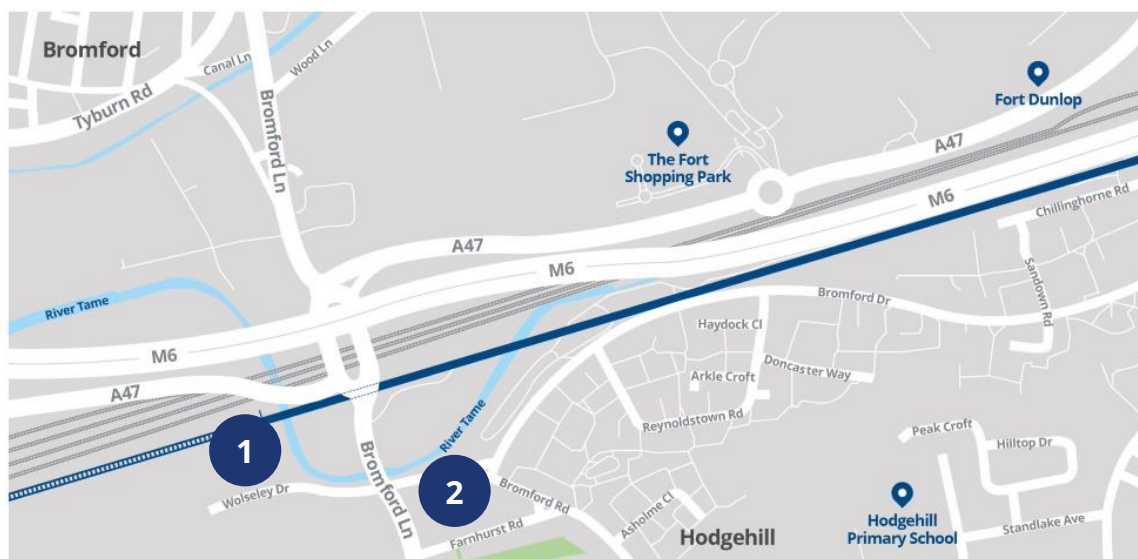 Bromford
Canal Ln
Wood Ln
Tyburn Rd
Bromford Ln
Fort Dunlop
The Fort
Shopping Park
A47
M6
Chillinghorne Rd
A47
M6
River Tame
Bromford Dr
Sandown Rd
Haydock Cl
M6
Doncaster Way
A47
Arkle Croft
Reynoldstown Rd
River Tame
Peak Croft
Hilltop Dr
1
Bromford Ln
2
Wolseley Dr
Bromford Rd
Asholme Cl
Farnhurst Rd
Hodgehill
Hodgehill
Primary School
Standlake Ave